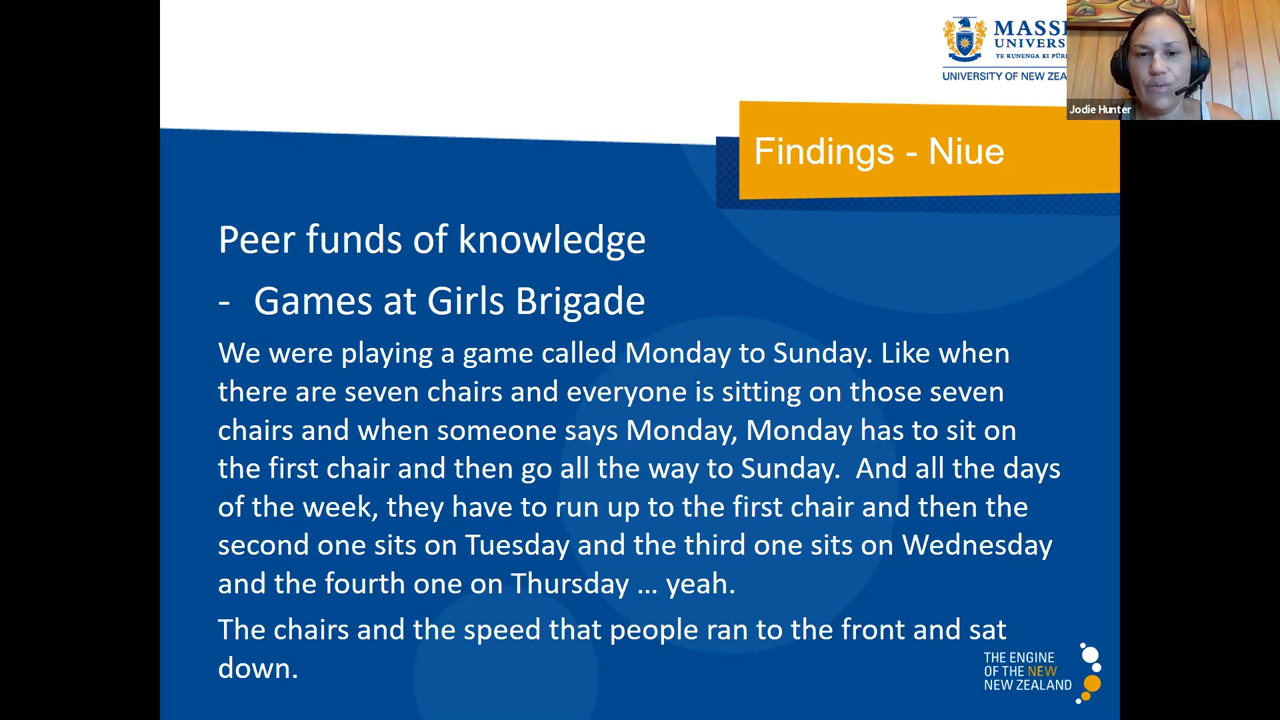 MASSE
UNIVERS
TE KUNENGA KI
UNIVERSITY OF NEW ZEA
Jodie Hunter
Findings - Niue
Peer funds of knowledge
- Games at Girls Brigade
We were playing a game called Monday to Sunday. Like when
there are seven chairs and everyone is sitting on those seven
chairs and when someone says Monday, Monday has to sit on
the first chair and then go all the way to Sunday. And all the days
of the week, they have to run up to the first chair and then the
second one sits on Tuesday and the third one sits on Wednesday
and the fourth one on Thursday … yeah.
The chairs and the speed that people ran to the front and sat
down.
THE ENGINE
OF THE NEW
NEW ZEALAND